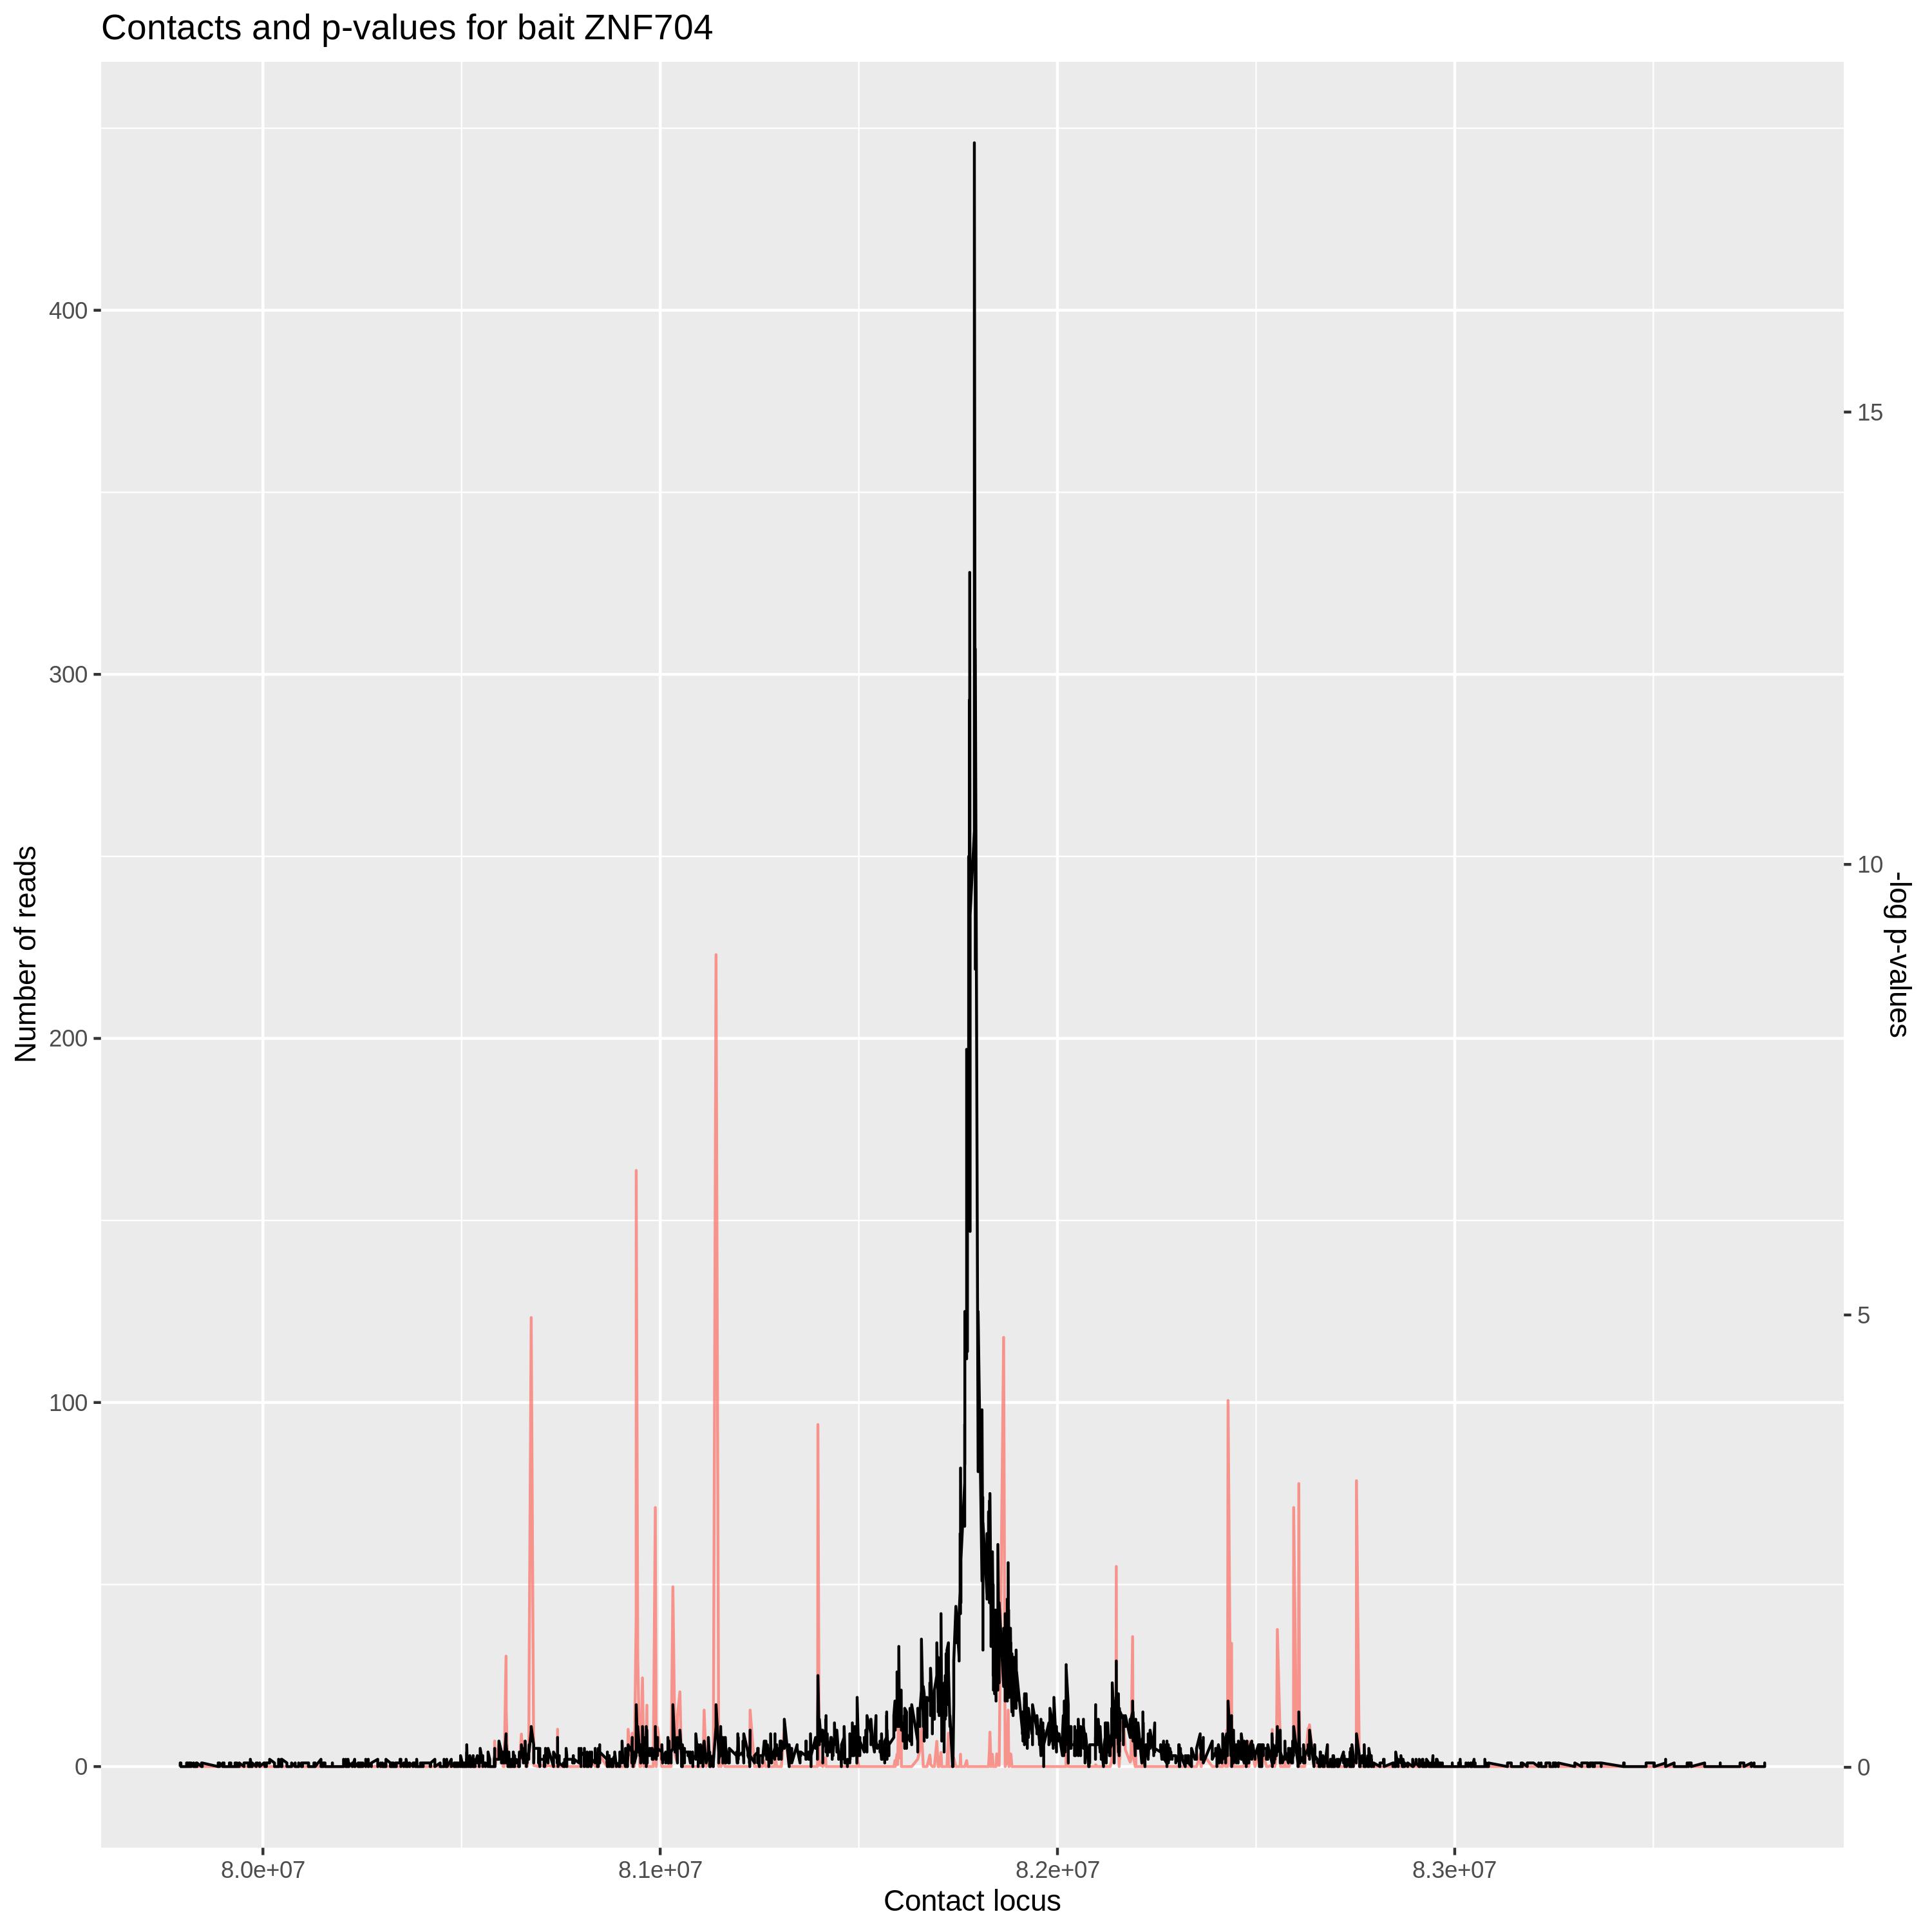 Contacts and p-values for bait ZNF704
400
300
200
100
0
Number of reads
15
10
5
0
-log p-values
8.0e+07
8.1e+07
8.2e+07
8.3e+07
Contact locus